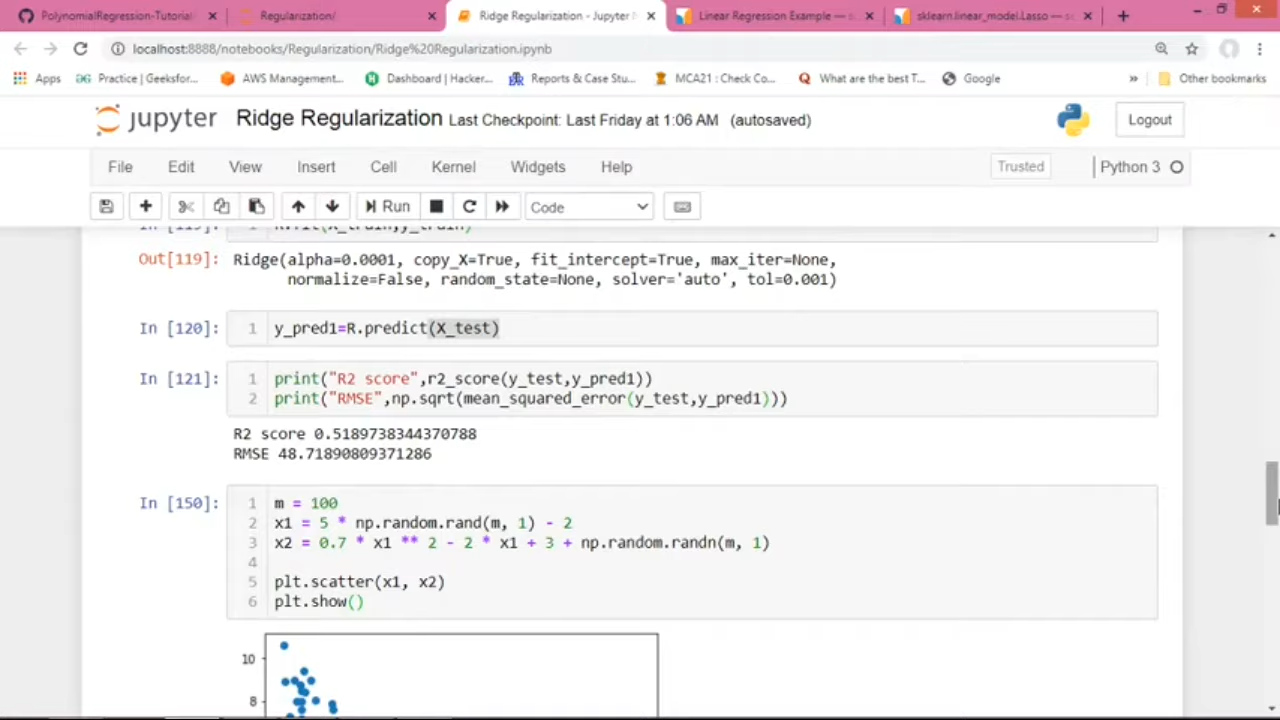 PolynomialRegression-Tutorial
Regularization/
Ridge Regularization - Jupyter
Linear Regression Example — s
sklearn.linear_model.Lasso — s
localhost:8888/notebooks/Regularization/Ridge%20Regularization.ipynb
Apps
Practice | Geeksfor...
AWS Management...
Dashboard | Hacker...
Reports & Case Stu...
MCA21 : Check Co...
What are the best T...
Google
»
Other bookmarks
jupyter
Ridge Regularization Last Checkpoint: Last Friday at 1:06 AM (autosaved)
Logout
File Edit View Insert Cell Kernel Widgets Help
Trusted
Python 3
Run
Code
In [119]: 1 R.fit(X_train,y_train)
Out[119]: Ridge(alpha=0.0001, copy_X=True, fit_intercept=True, max_iter=None,
normalize=False, random_state=None, solver='auto', tol=0.001)
In [120]: 1 y_pred1=R.predict(X_test)
In [121]: 1 print("R2 score",r2_score(y_test,y_pred1))
2 print("RMSE",np.sqrt(mean_squared_error(y_test,y_pred1)))
R2 score 0.5189738344370788
RMSE 48.71890809371286
In [150]: 1 m = 100
2 x1 = 5 * np.random.rand(m, 1) - 2
3 x2 = 0.7 * x1 ** 2 - 2 * x1 + 3 + np.random.randn(m, 1)
4
5 plt.scatter(x1, x2)
6 plt.show()
10
8